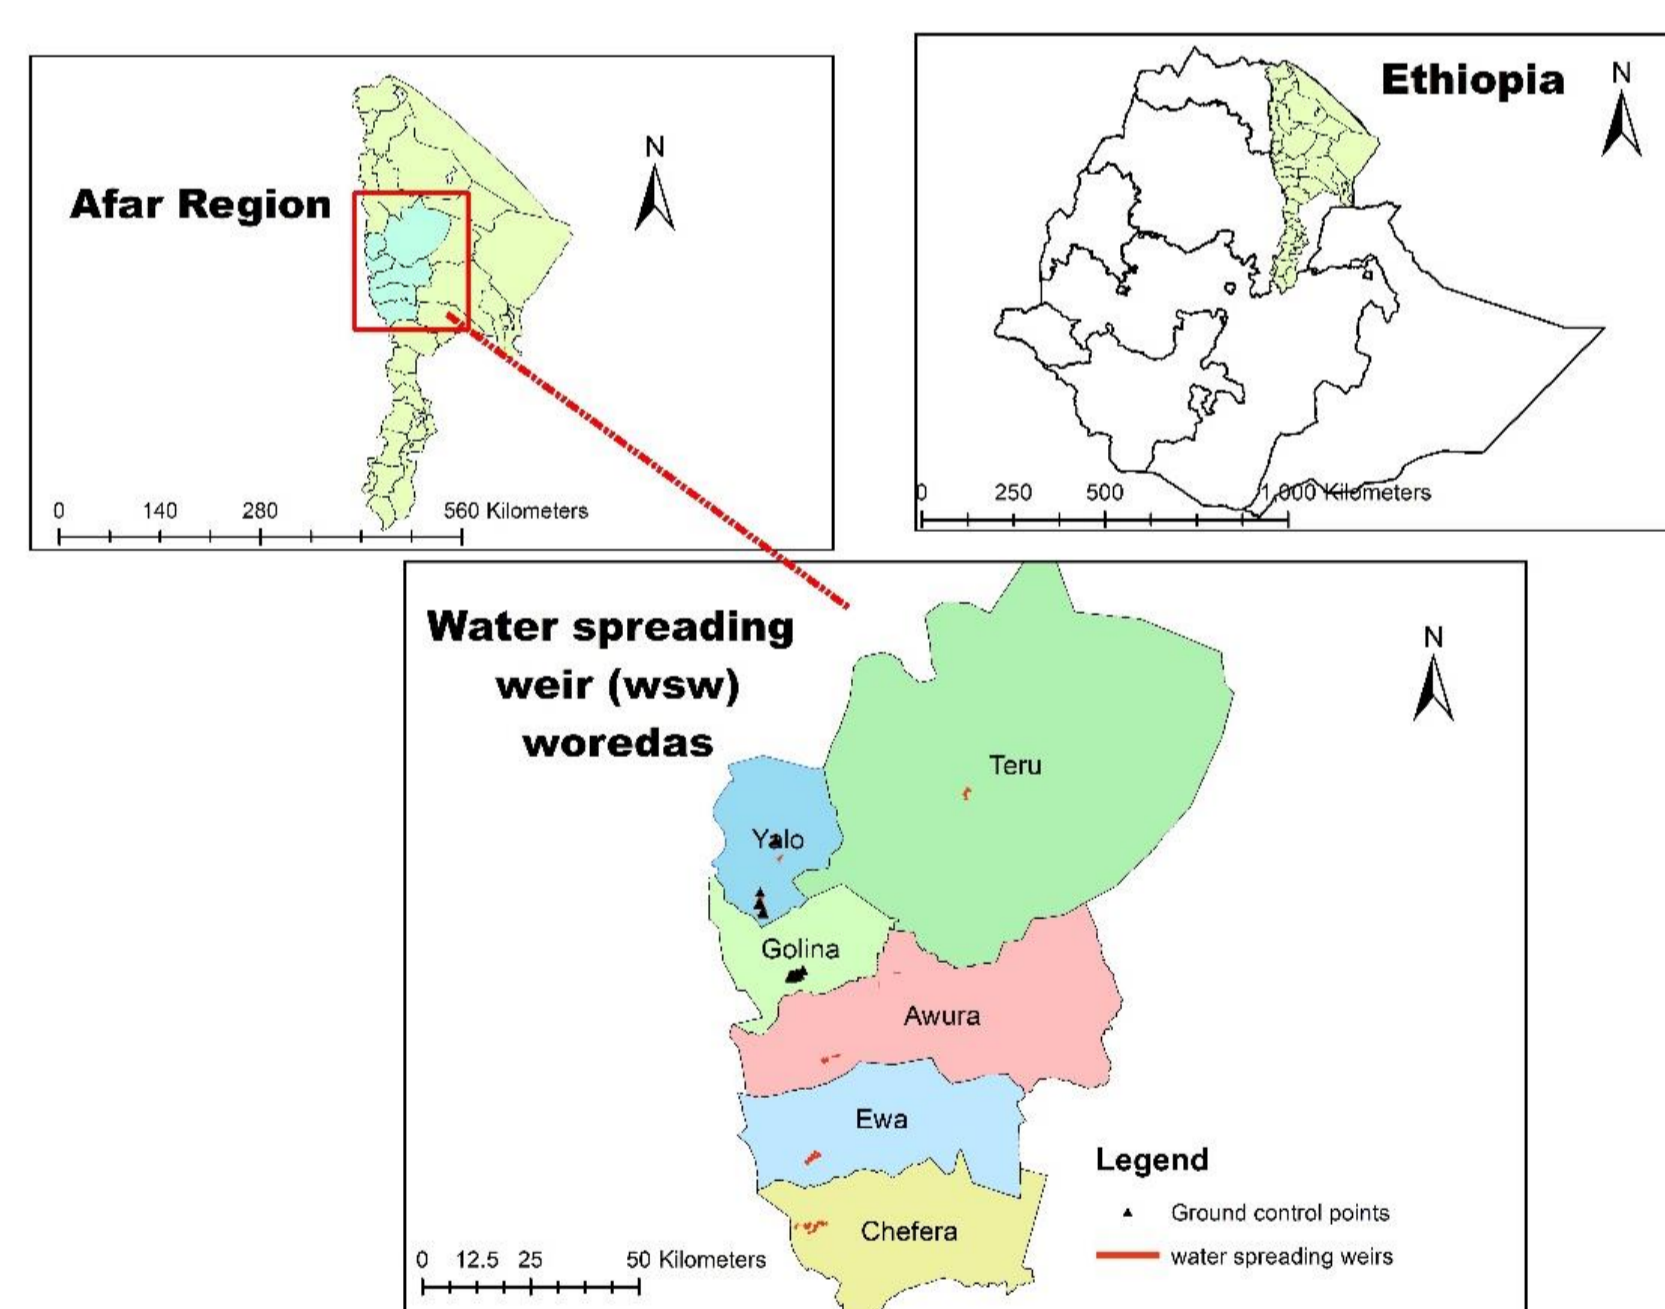 Afar Region
N
0 140 280 560 Kilometers
Ethiopia
N
0 250 500 1,000 Kilometers
Water spreading
weir (wsw)
woredas
N
Teru
Yalo
Golina
Awura
Ewa
Chefera
Legend
Ground control points
water spreading weirs
0 12.5 25 50 Kilometers